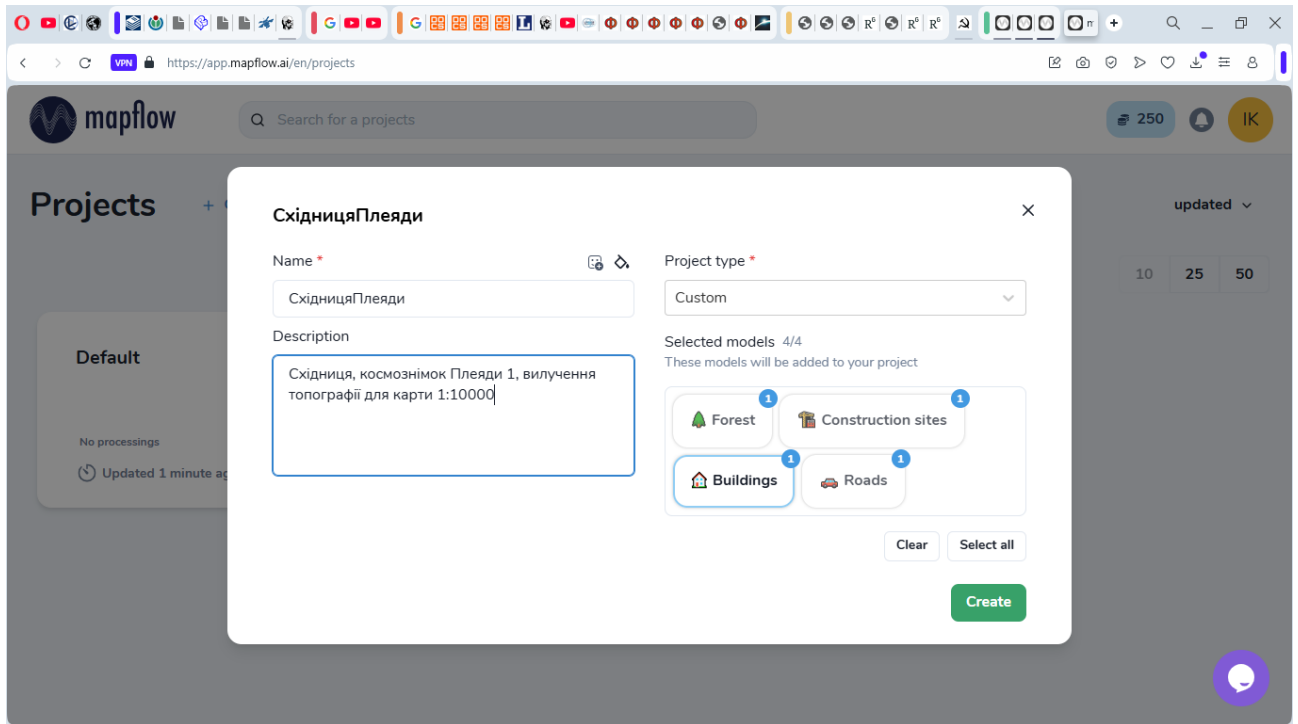 VPN https://app.mapflow.ai/en/projects
mapflow
Search for a projects
250
IK
Projects
+
updated
10 25 50
Default
No processings
Updated 1 minute ag
СхідницяПлеяди
Name *
СхідницяПлеяди
Description
Східниця, космознімок Плеяди 1, вилучення
топографії для карти 1:10000
Project type *
Custom
Selected models 4/4
These models will be added to your project
Forest 1
Construction sites 1
Buildings 1
Roads 1
Clear
Select all
Create